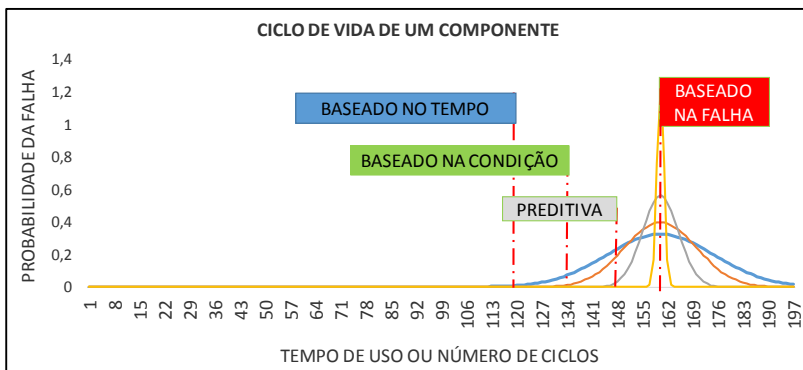 CICLO DE VIDA DE UM COMPONENTE
PROBABILIDADE DA FALHA
1,4
1,2
1
0,8
0,6
0,4
0,2
0
BASEADO NO TEMPO
BASEADO
NA FALHA
BASEADO NA CONDIÇÃO
PREDITIVA
1 8 15 22 29 36 43 50 57 64 71 78 85 92 99 106 113 120 127 134 141 148 155 162 169 176 183 190 197
TEMPO DE USO OU NÚMERO DE CICLOS